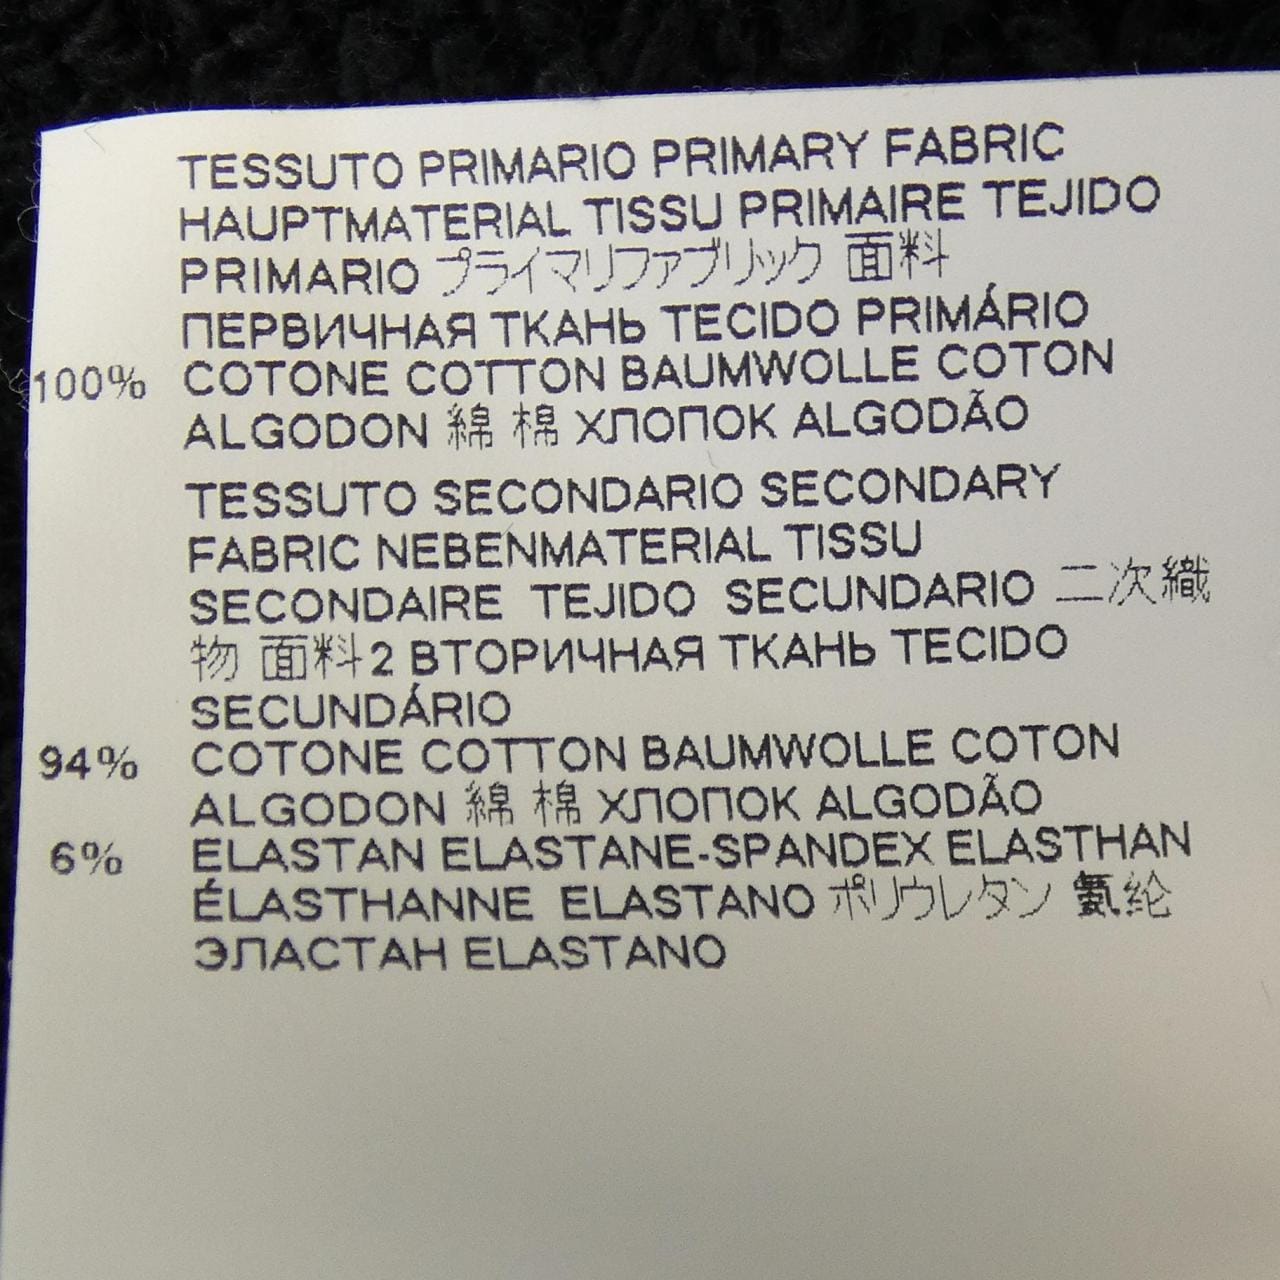 TESSUTO PRIMARIO PRIMARY FABRIC
HAUPTMATERIAL TISSU PRIMAIRE TEJIDO
PRIMARIO プライマリファブリック 面料
ПЕРВИЧНАЯ ТКАНЬ TECIDO PRIMÁRIO
100% COTONE COTTON BAUMWOLLE COTON
ALGODON 綿 棉 ХЛОПОК ALGODÃO
TESSUTO SECONDARIO SECONDARY
FABRIC NEBENMATERIAL TISSU
SECONDAIRE TEJIDO SECUNDARIO 二次織
物 面料2 ВТОРИЧНАЯ ТКАНЬ TECIDO
SECUNDÁRIO
94% COTONE COTTON BAUMWOLLE COTON
ALGODON 綿 棉 ХЛОПОК ALGODÃO
6% ELASTAN ELASTANE-SPANDEX ELASTHAN
ÉLASTHANNE ELASTANO ポリウレタン 氨纶
ЭЛАСТАН ELASTANO